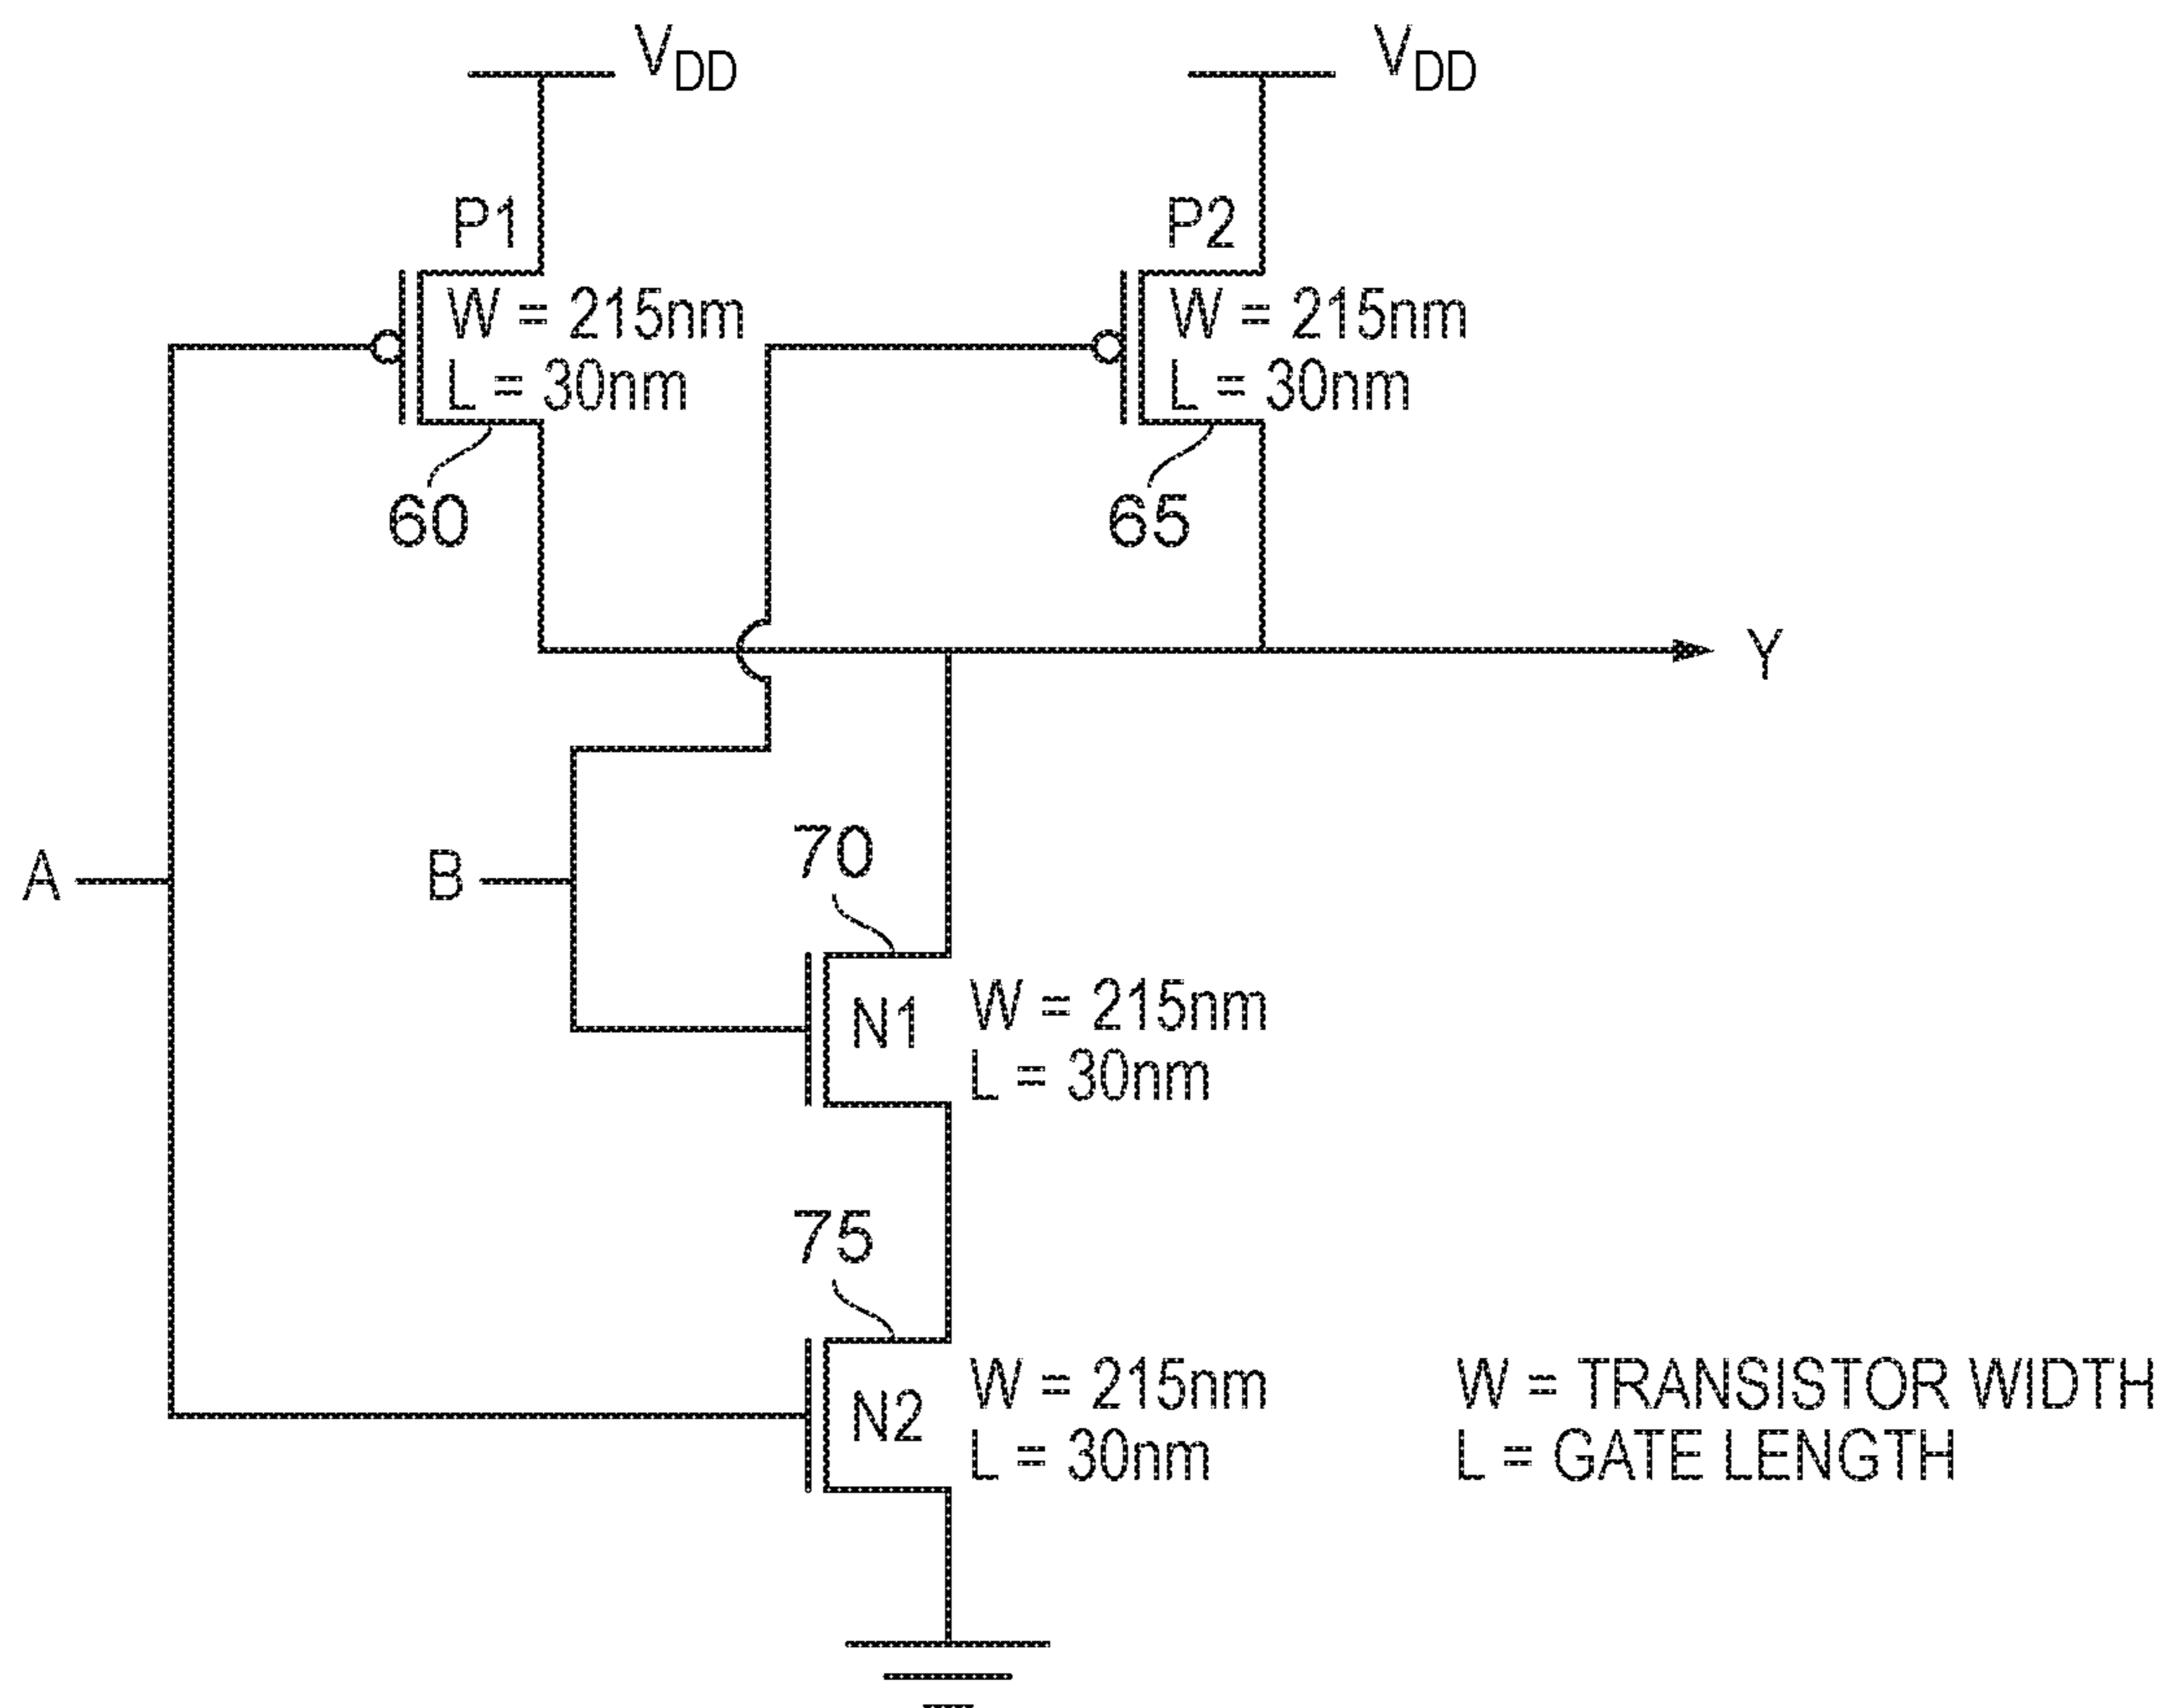 VDD
VDD
P1
P2
W = 215nm
L = 30nm
W = 215nm
L = 30nm
60
65
Y
A
B
70
N1
W = 215nm
L = 30nm
75
N2
W = 215nm
L = 30nm
W = TRANSISTOR WIDTH
L = GATE LENGTH